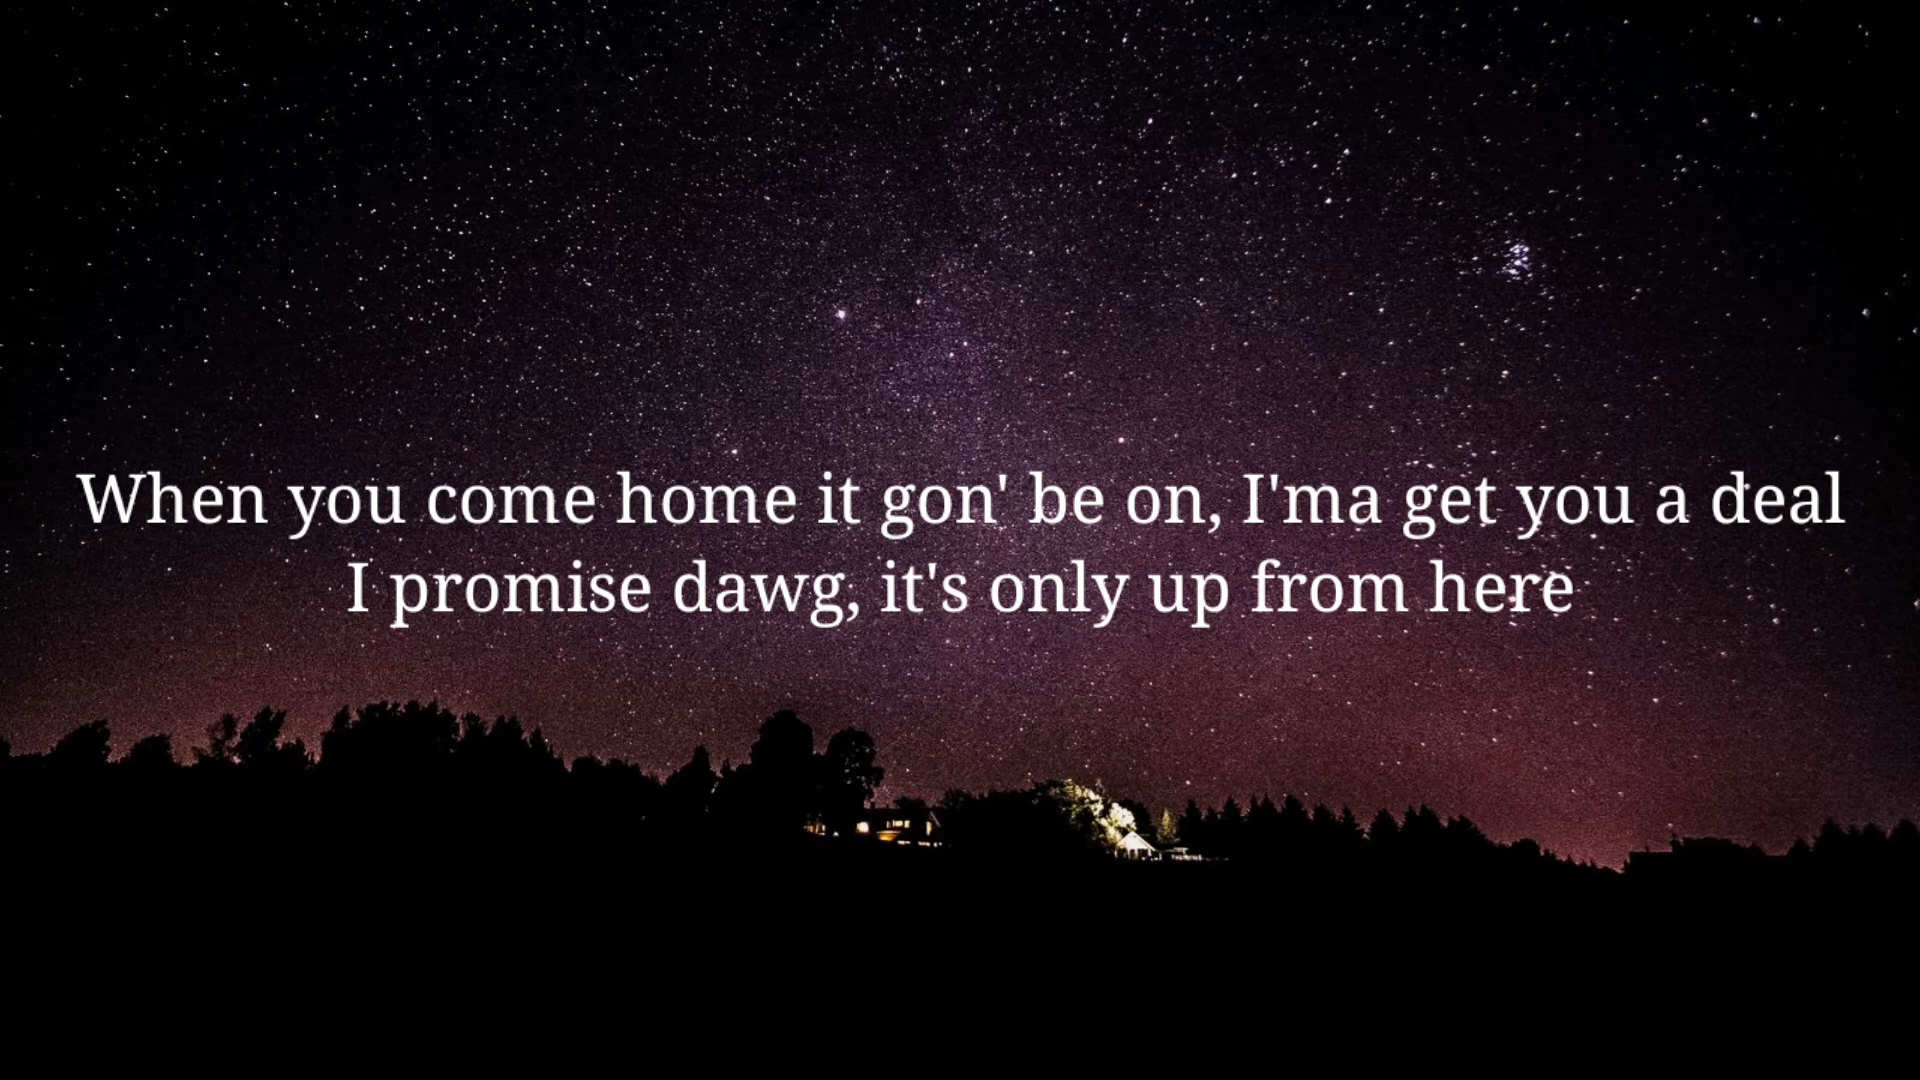 When you come home it gon' be on, I'ma get you a deal
I promise dawg, it's only up from here